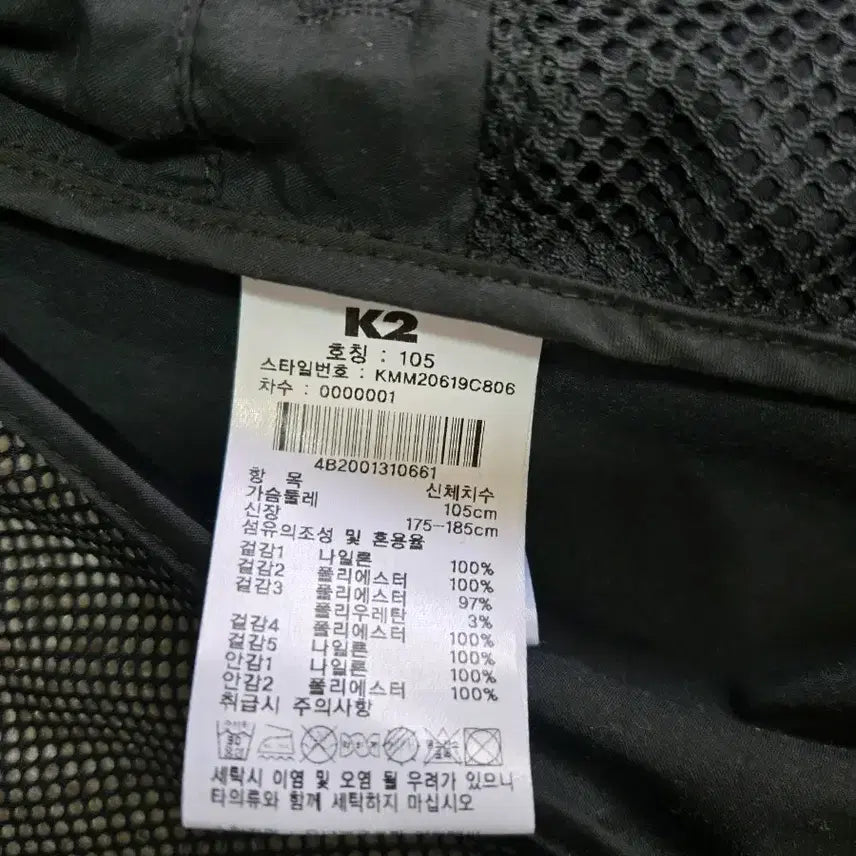 K2
호칭 : 105
스타일번호 : KMM20619C806
차수 : 0000001
4B2001310661
항 목 신체치수
가슴둘레 105cm
신장 175-185cm
섬유의조성 및 혼용율
겉감1 나일론 100%
겉감2 폴리에스터 100%
겉감3 폴리에스터 97%
폴리우레탄 3%
겉감4 폴리에스터 100%
겉감5 나일론 100%
안감1 나일론 100%
안감2 폴리에스터 100%
취급시 주의사항
30
세탁시 이염 및 오염 될 우려가 있으니
타의류와 함께 세탁하지 마십시오